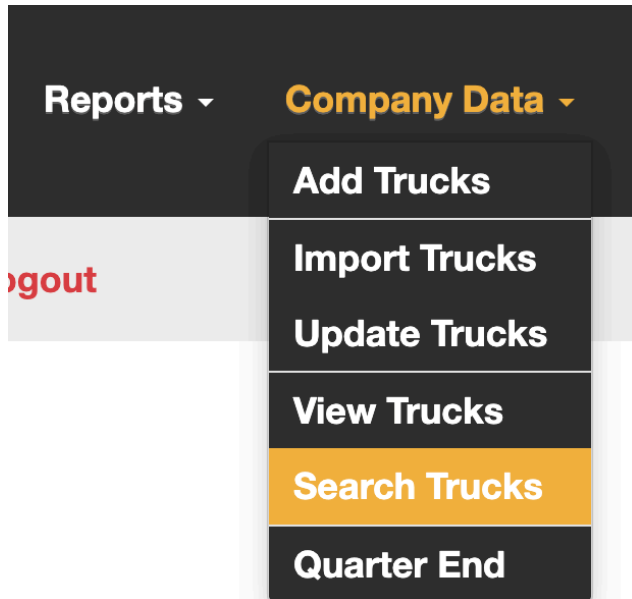 Reports
Company Data
ogout
Add Trucks
Import Trucks
Update Trucks
View Trucks
Search Trucks
Quarter End